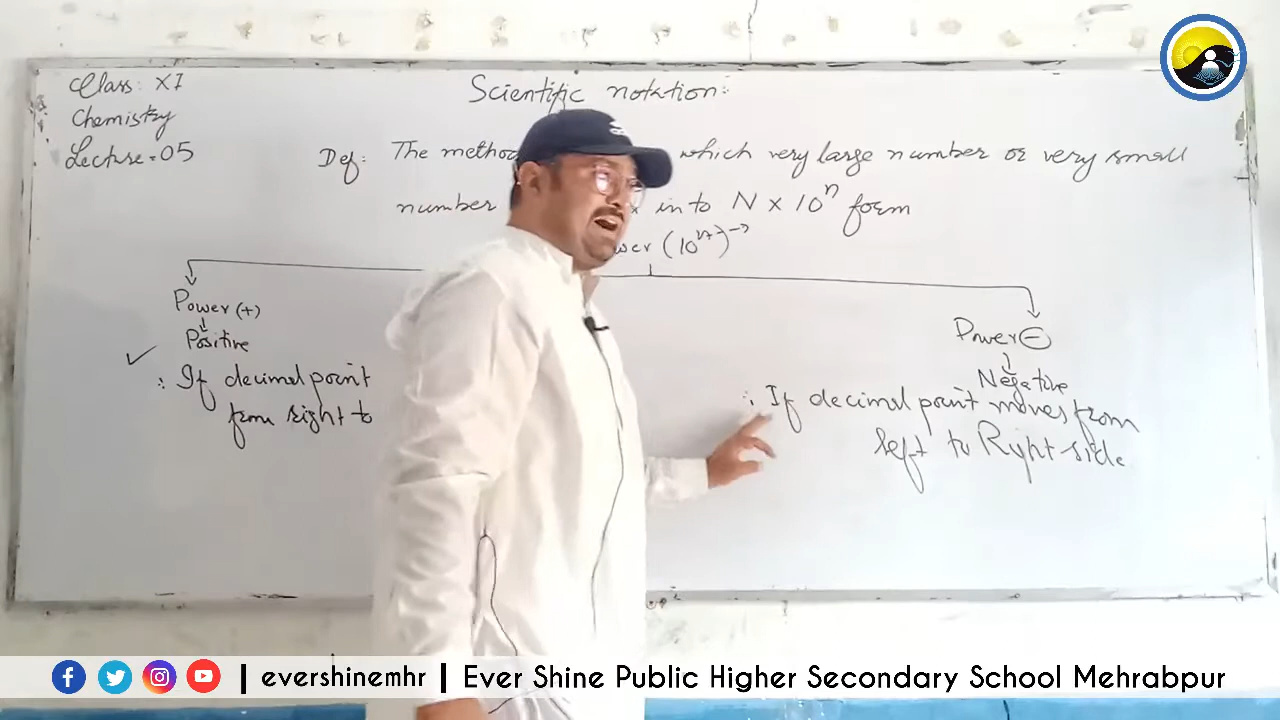 Class: XI
Chemistry
Lecture = 05
Scientific notation:
Def: The method which very large number or very small
number into N × 10ⁿ form
(10ⁿ) →
Power (+)
↓
Positive
✓
∴ If decimal point
from right to
Power ⊖
↓
Negative
∴ If decimal point moves from
left to Right side
| evershinemhr | Ever Shine Public Higher Secondary School Mehrabpur